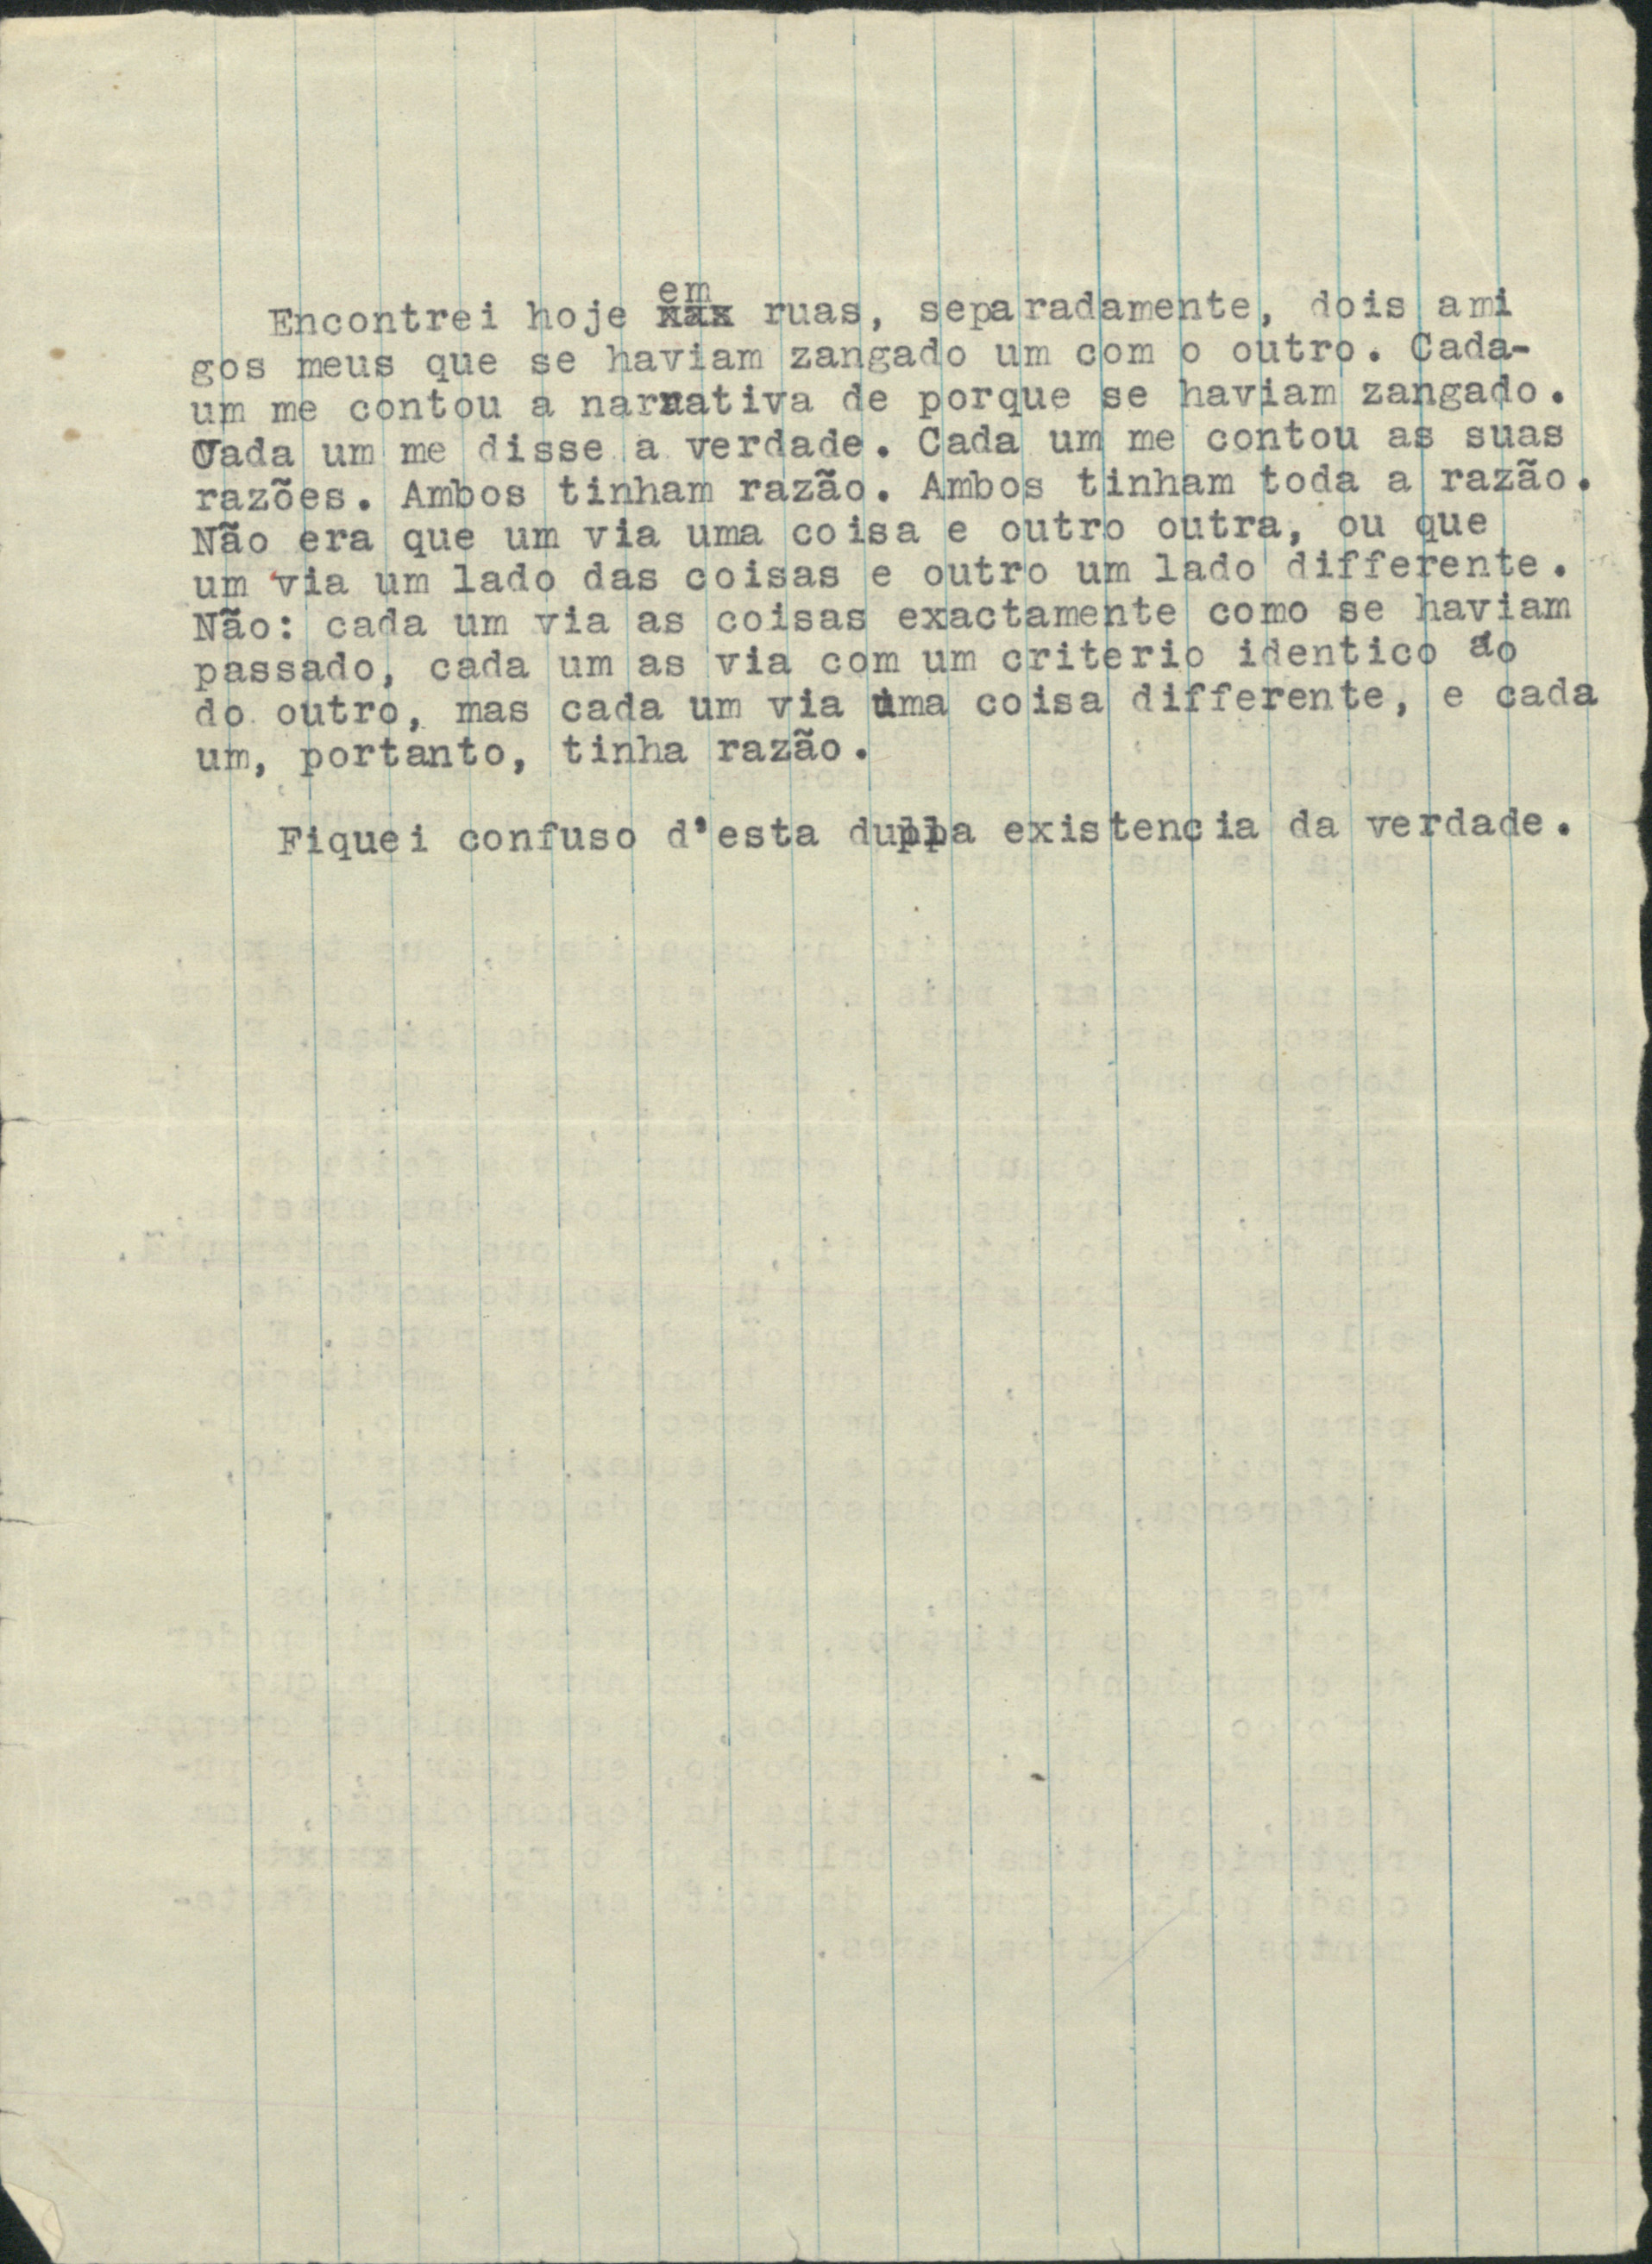 Encontrei hoje em ruas, separadamente, dois ami
gos meus que se haviam zangado um com o outro. Cada-
um me contou a narrativa de porque se haviam zangado.
Cada um me disse a verdade. Cada um me contou as suas
razões. Ambos tinham razão. Ambos tinham toda a razão.
Não era que um via uma coisa e outro outra, ou que
um via um lado das coisas e outro um lado differente.
Não: cada um via as coisas exactamente como se haviam
passado, cada um as via com um criterio identico ao
do outro, mas cada um via uma coisa differente, e cada
um, portanto, tinha razão.
Fiquei confuso d'esta dupla existencia da verdade.